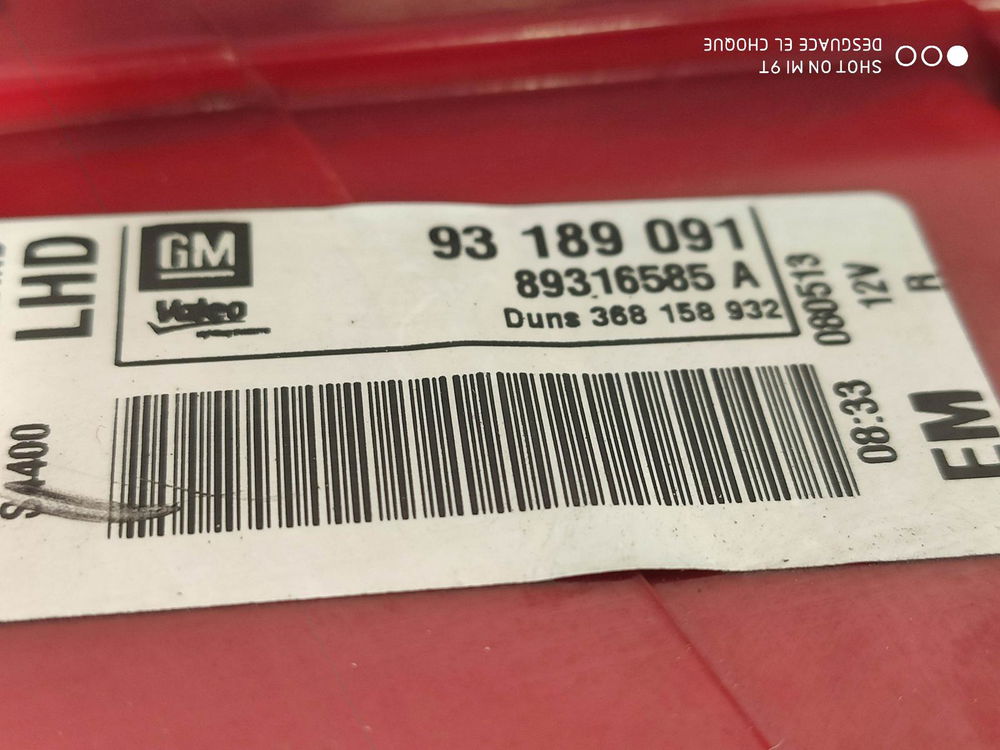 SHOT ON MI 9T
DESGUACE EL CHOQUE
LHD
GM
Valeo
93 189 091
89316585 A
Duns 368 158 932
080513
12V
R
08:33
EM